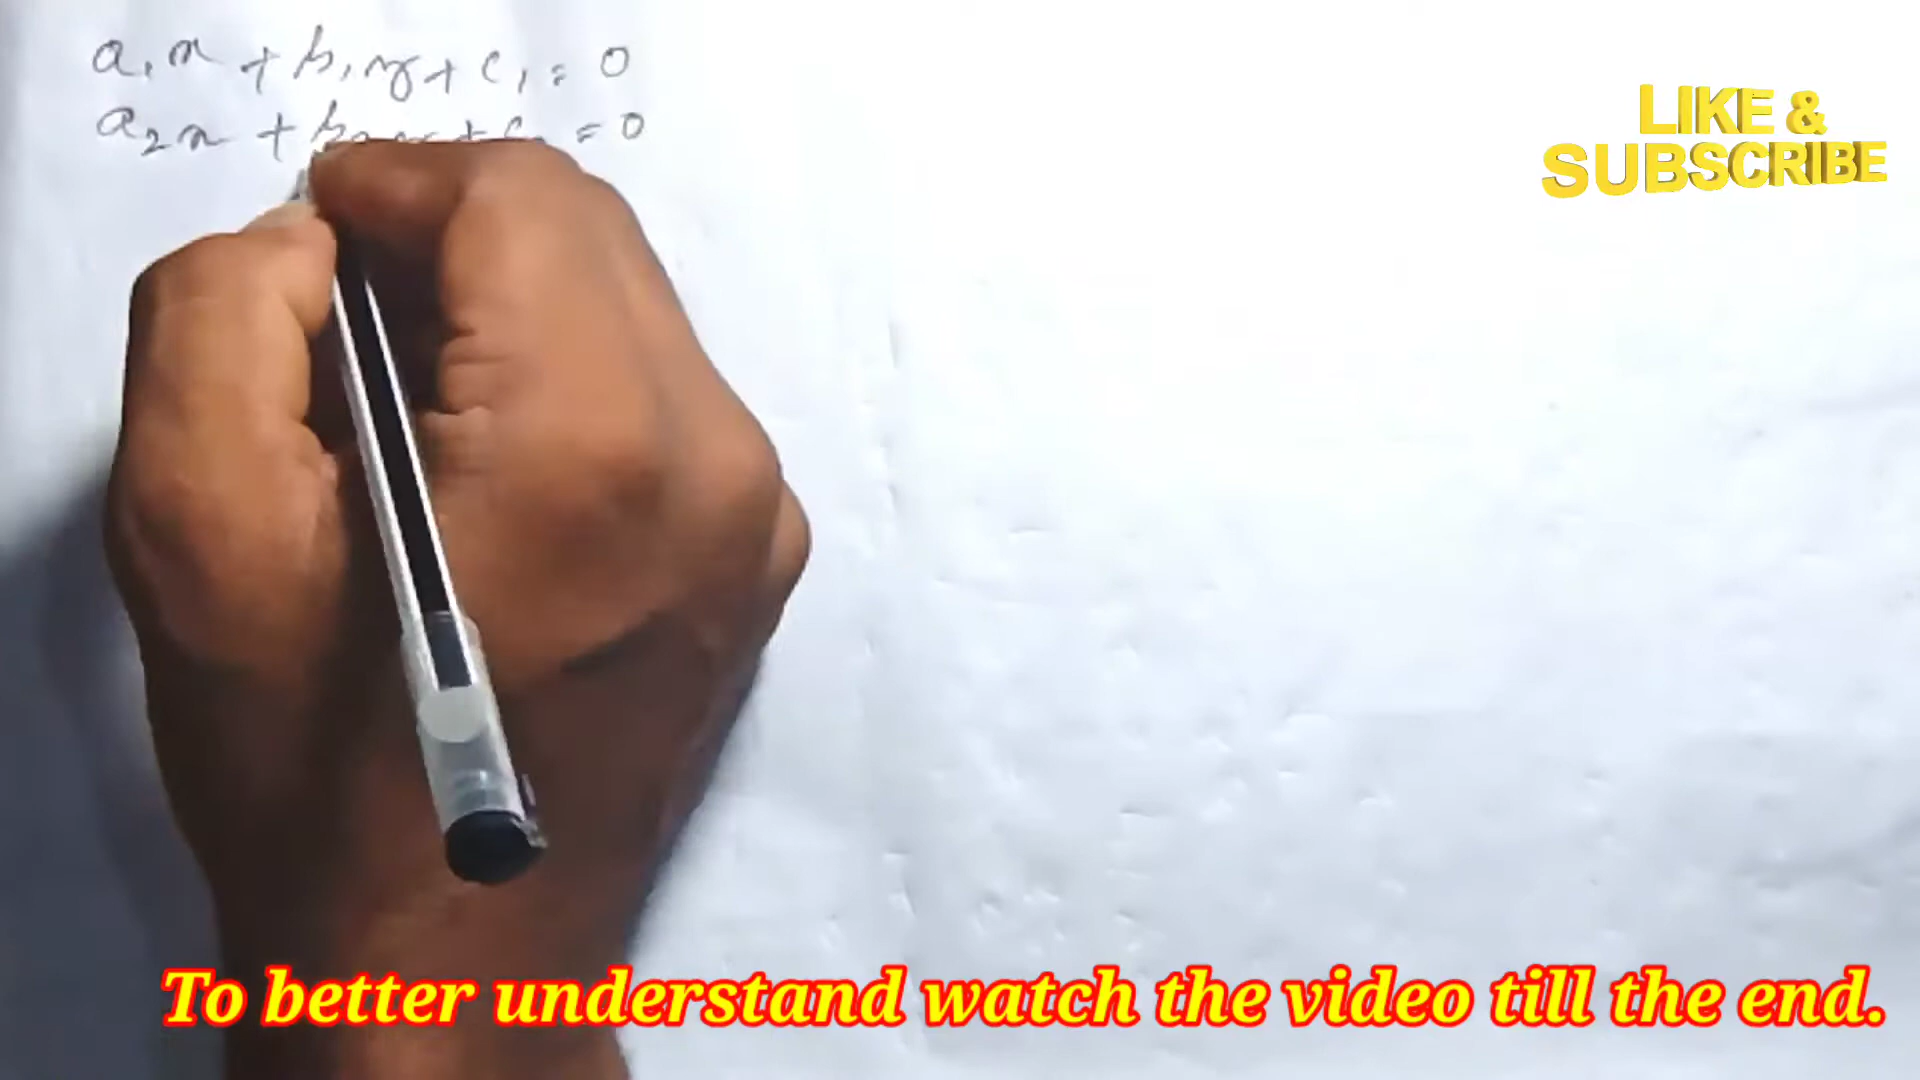 a₁x + b₁y + c₁ = 0
a₂x + b₂ + c = 0
LIKE &
SUBSCRIBE
To better understand watch the video till the end.